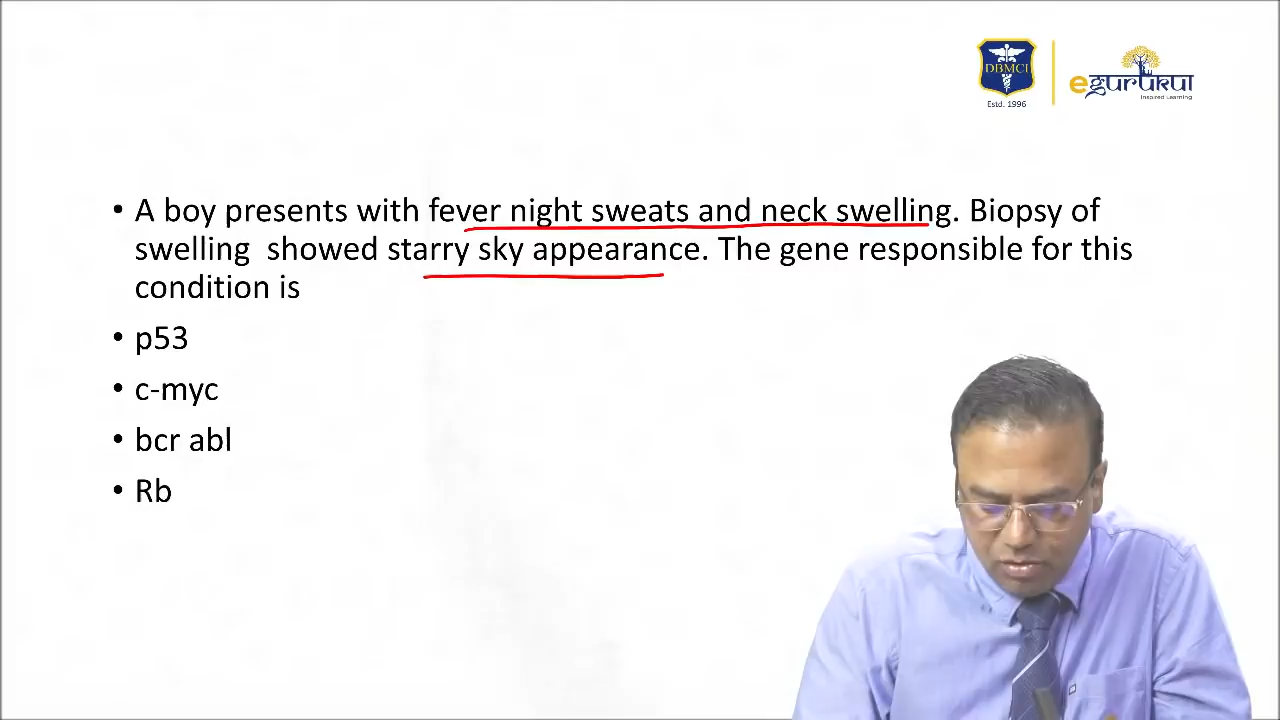 DBMCI
Estd. 1996
egurukul
Inspired Learning
• A boy presents with fever night sweats and neck swelling. Biopsy of
swelling showed starry sky appearance. The gene responsible for this
condition is
• p53
• c-myc
• bcr abl
• Rb